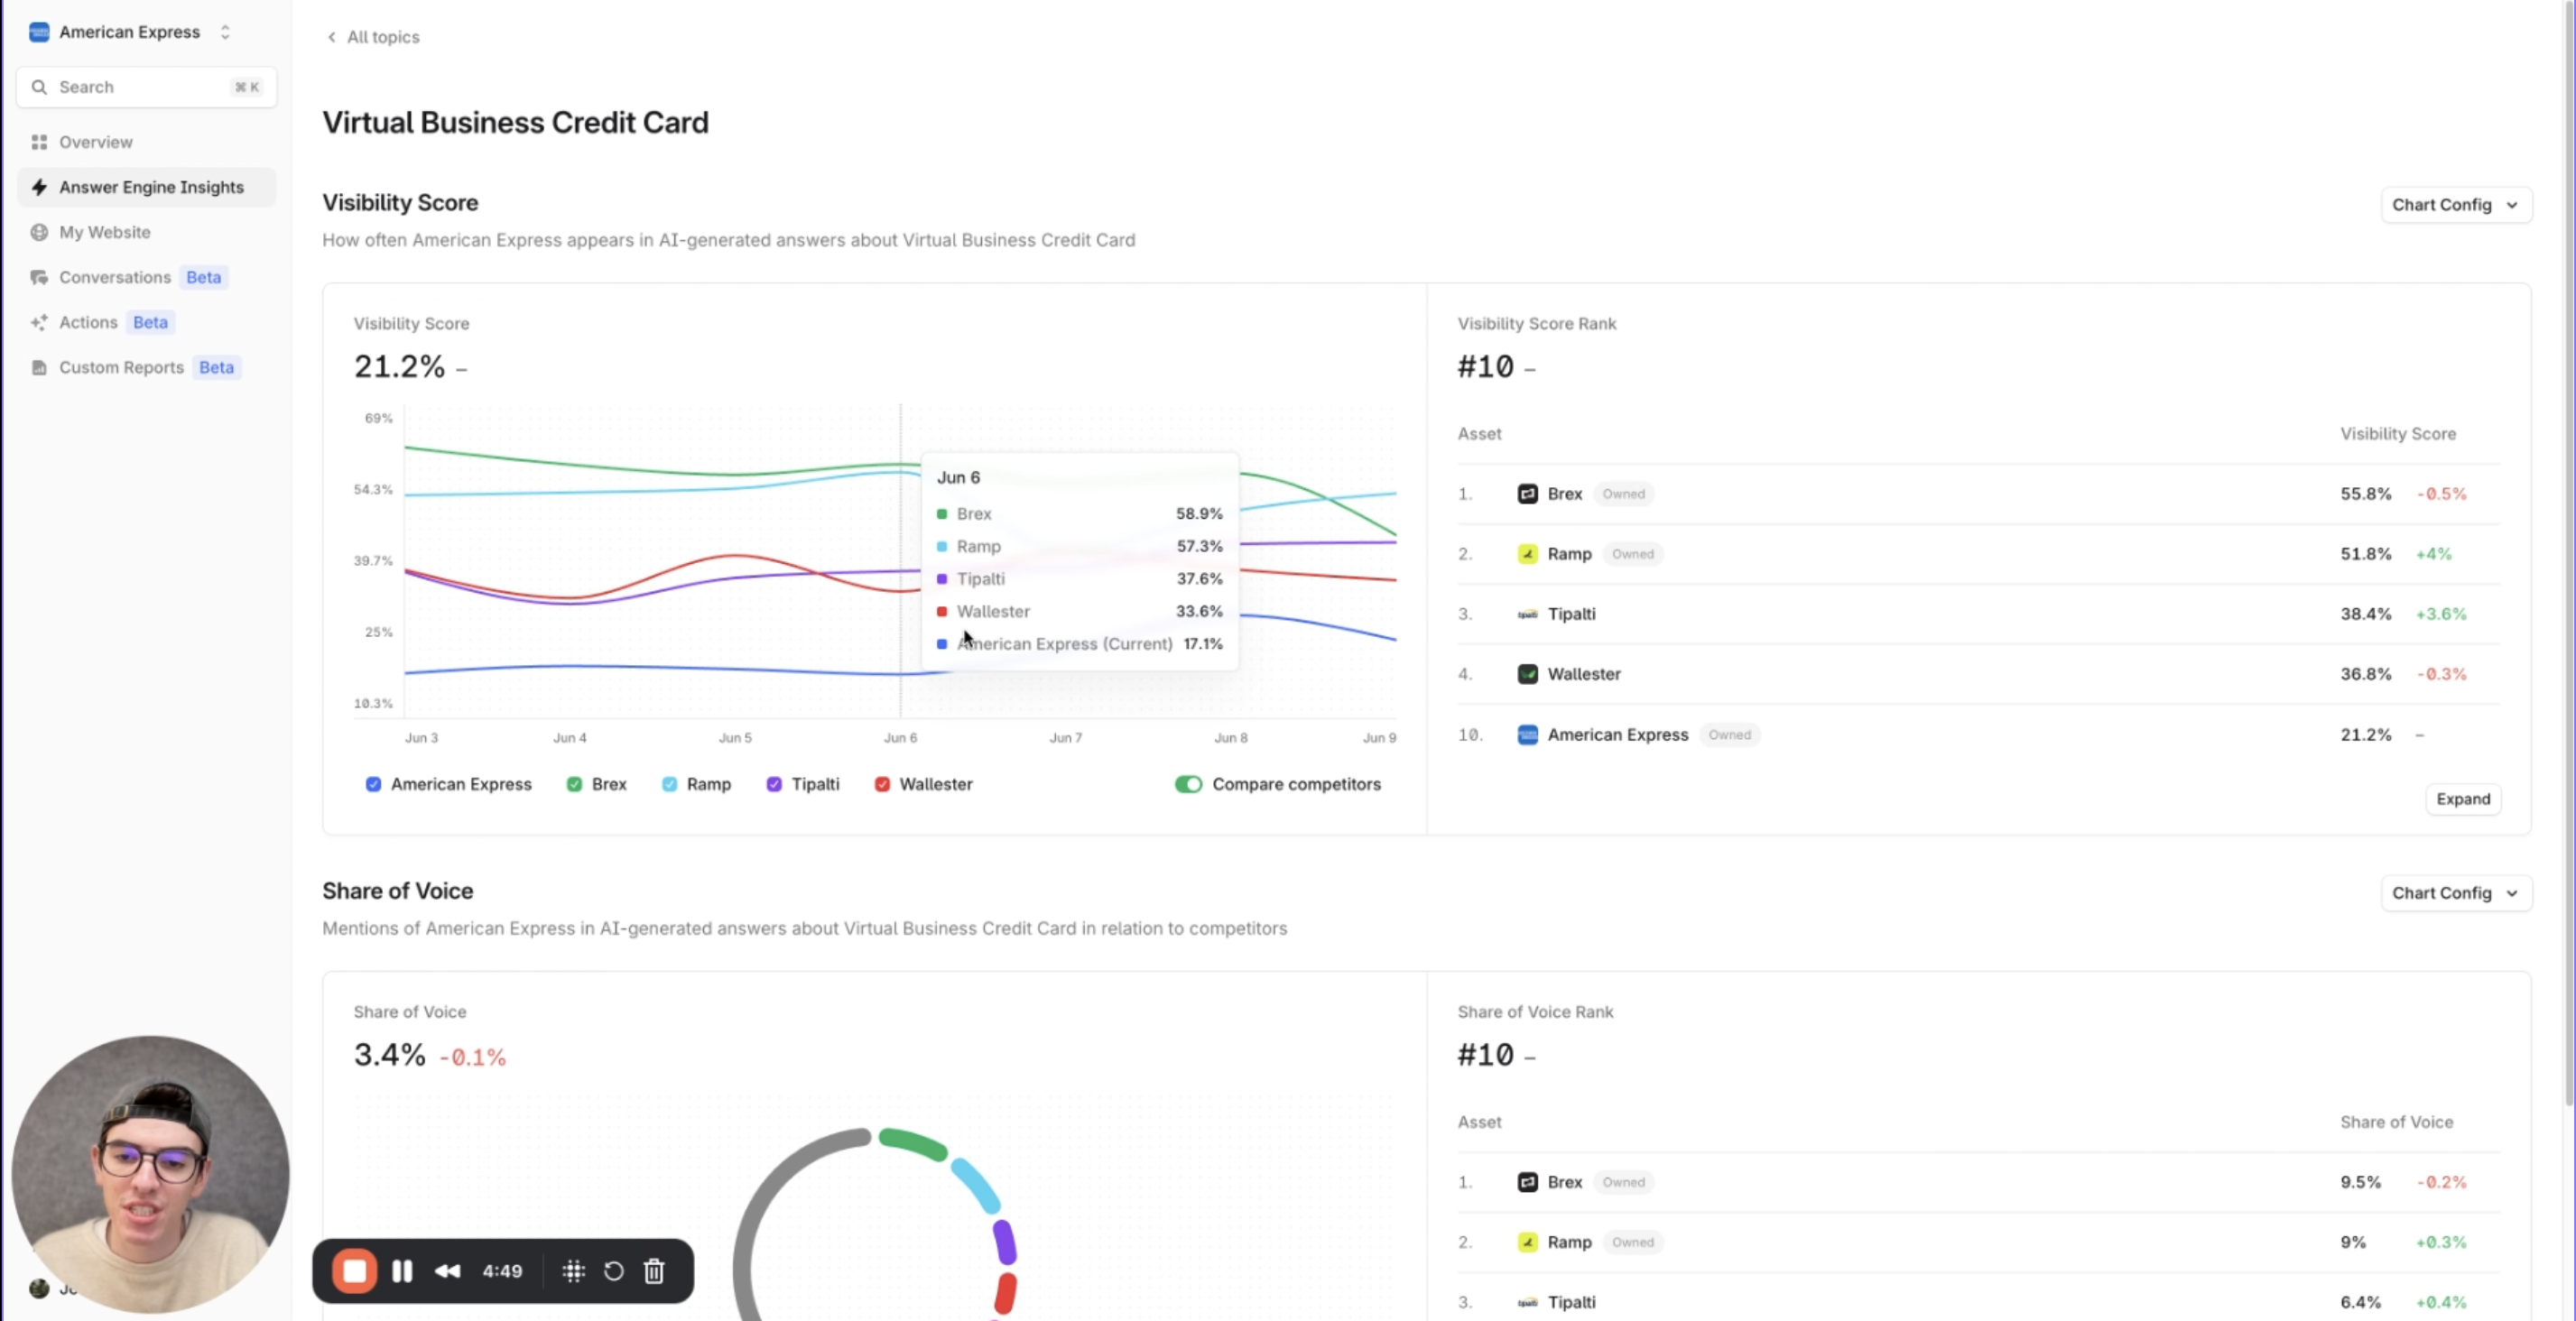 American Express
Search ⌘ K
Overview
Answer Engine Insights
My Website
Conversations Beta
Actions Beta
Custom Reports Beta
All topics
Virtual Business Credit Card
Visibility Score
Chart Config
How often American Express appears in AI-generated answers about Virtual Business Credit Card
Visibility Score
21.2% –
69%
54.3%
39.7%
25%
10.3%
Jun 3 Jun 4 Jun 5 Jun 6 Jun 7 Jun 8 Jun 9
Jun 6
Brex 58.9%
Ramp 57.3%
Tipalti 37.6%
Wallester 33.6%
American Express (Current) 17.1%
American Express Brex Ramp Tipalti Wallester Compare competitors
Visibility Score Rank
#10 –
Asset Visibility Score
1. Brex Owned 55.8% -0.5%
2. Ramp Owned 51.8% +4%
3. Tipalti 38.4% +3.6%
4. Wallester 36.8% -0.3%
10. American Express Owned 21.2% –
Expand
Share of Voice
Chart Config
Mentions of American Express in AI-generated answers about Virtual Business Credit Card in relation to competitors
Share of Voice
3.4% -0.1%
Share of Voice Rank
#10 –
Asset Share of Voice
1. Brex Owned 9.5% -0.2%
2. Ramp Owned 9% +0.3%
3. Tipalti 6.4% +0.4%
4:49